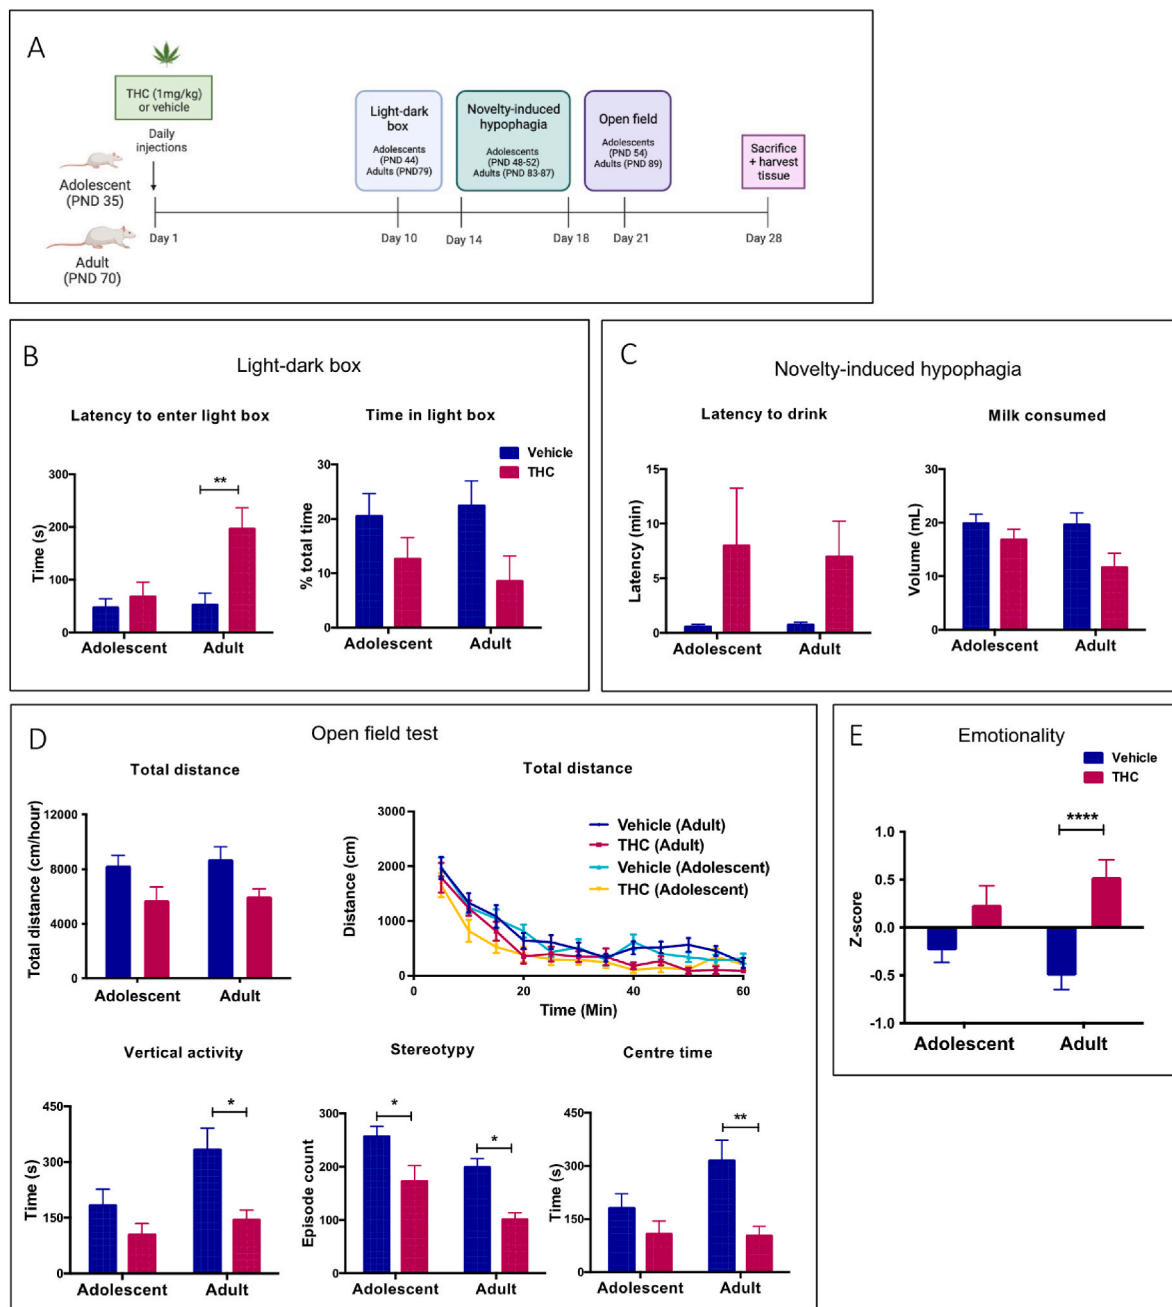 A
THC (1mg/kg)
or vehicle
Daily
injections
Adolescent
(PND 35)
Adult
(PND 70)
Light-dark
box
Adolescents
(PND 44)
Adults (PND79)
Novelty-induced
hypophagia
Adolescents
(PND 48-52)
Adults (PND 83-87)
Open field
Adolescents
(PND 54)
Adults (PND 89)
Sacrifice
+ harvest
tissue
Day 1
Day 10
Day 14
Day 18
Day 21
Day 28
B
Light-dark box
Latency to enter light box
Time (s)
300
200
100
0
**
Adolescent
Adult
Time in light box
Vehicle
THC
% total time
30
20
10
0
Adolescent
Adult
C
Novelty-induced hypophagia
Latency to drink
Latency (min)
15
10
5
0
Adolescent
Adult
Milk consumed
Volume (mL)
30
20
10
0
Adolescent
Adult
D
Open field test
Total distance
Total distance (cm/hour)
12000
8000
4000
0
Adolescent
Adult
Total distance
Distance (cm)
3000
2000
1000
0
Vehicle (Adult)
THC (Adult)
Vehicle (Adolescent)
THC (Adolescent)
0
20
40
60
Time (Min)
Vertical activity
Time (s)
450
300
150
0
*
Adolescent
Adult
Stereotypy
Episode count
300
200
100
0
*
*
Adolescent
Adult
Centre time
Time (s)
450
300
150
0
**
Adolescent
Adult
E
Emotionality
Vehicle
THC
Z-score
1.0
0.5
0.0
-0.5
-1.0
****
Adolescent
Adult